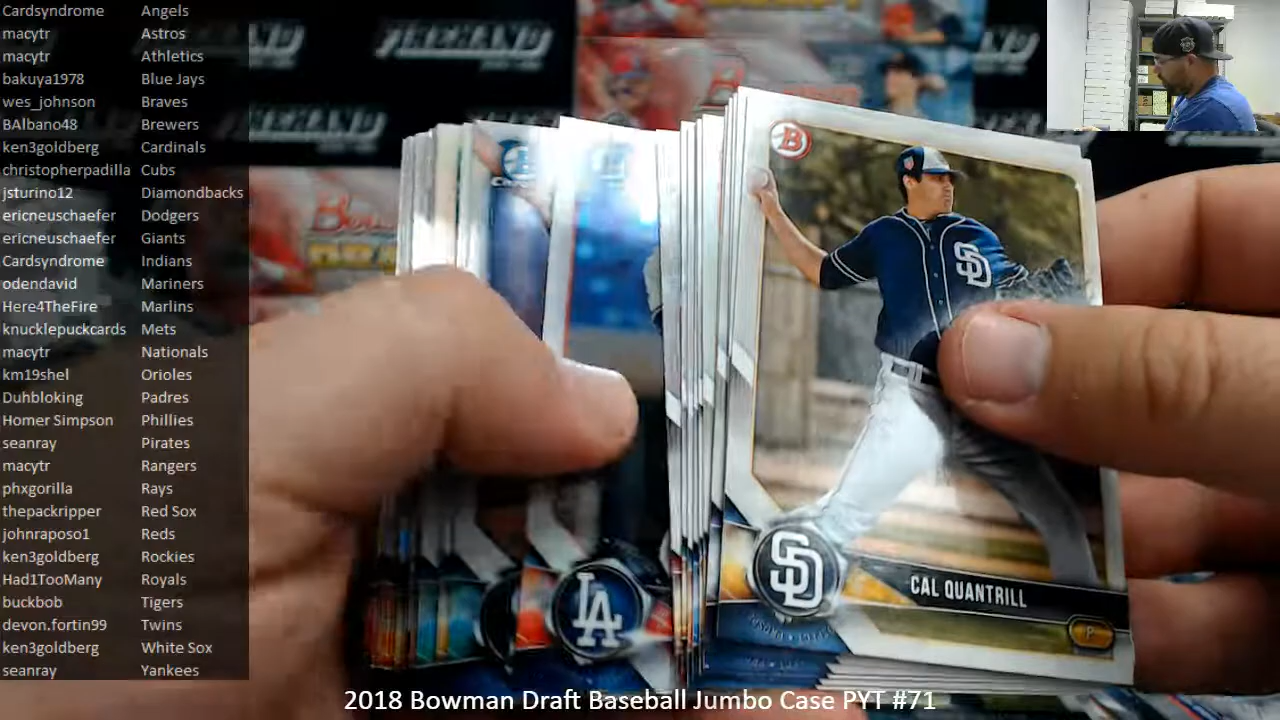 Cardsyndrome Angels
macytr Astros
macytr Athletics
bakuya1978 Blue Jays
wes_johnson Braves
BAlbano48 Brewers
ken3goldberg Cardinals
christopherpadilla Cubs
jsturino12 Diamondbacks
ericneuschaefer Dodgers
ericneuschaefer Giants
Cardsyndrome Indians
odendavid Mariners
Here4TheFire Marlins
knucklepuckcards Mets
macytr Nationals
km19shel Orioles
Duhbloking Padres
Homer Simpson Phillies
seanray Pirates
macytr Rangers
phxgorilla Rays
thepackripper Red Sox
johnraposo1 Reds
ken3goldberg Rockies
Had1TooMany Royals
buckbob Tigers
devon.fortin99 Twins
ken3goldberg White Sox
seanray Yankees
B
SD
SD
CAL QUANTRILL
P
LA
2018 Bowman Draft Baseball Jumbo Case PYT #71